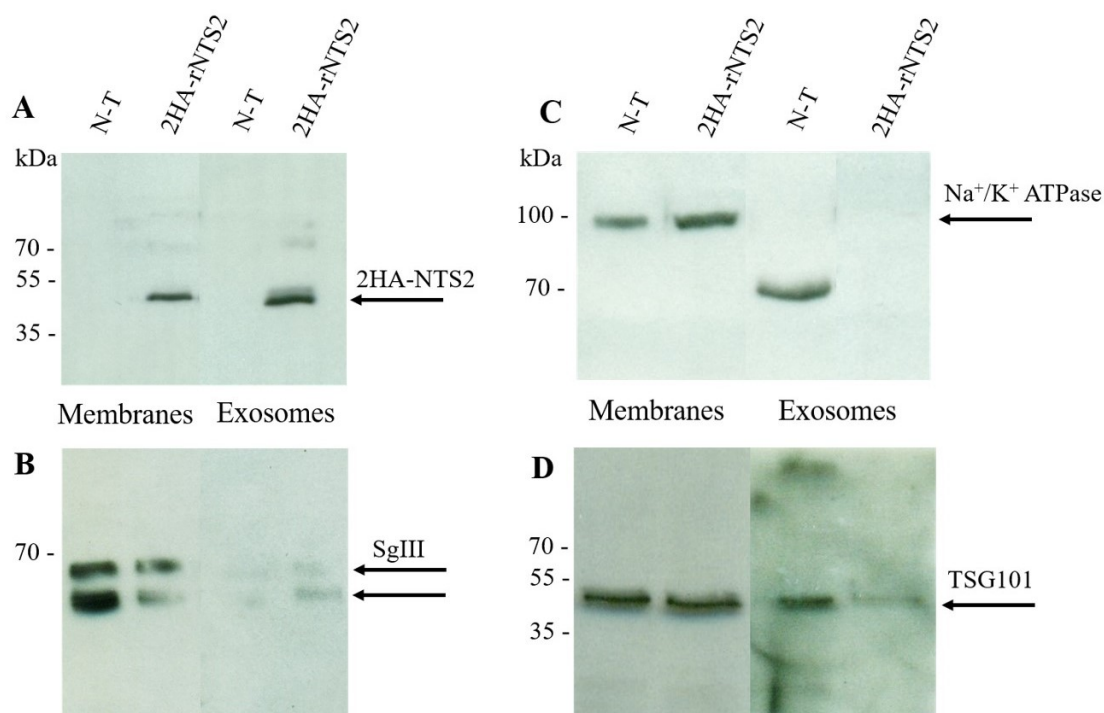 A
N-T
2HA-rNTS2
N-T
2HA-rNTS2
kDa
70 -
55 -
35 -
2HA-NTS2
Membranes
Exosomes
B
70 -
SgIII
C
N-T
2HA-rNTS2
N-T
2HA-rNTS2
kDa
100 -
70 -
Na⁺/K⁺ ATPase
Membranes
Exosomes
D
70 -
55 -
35 -
TSG101